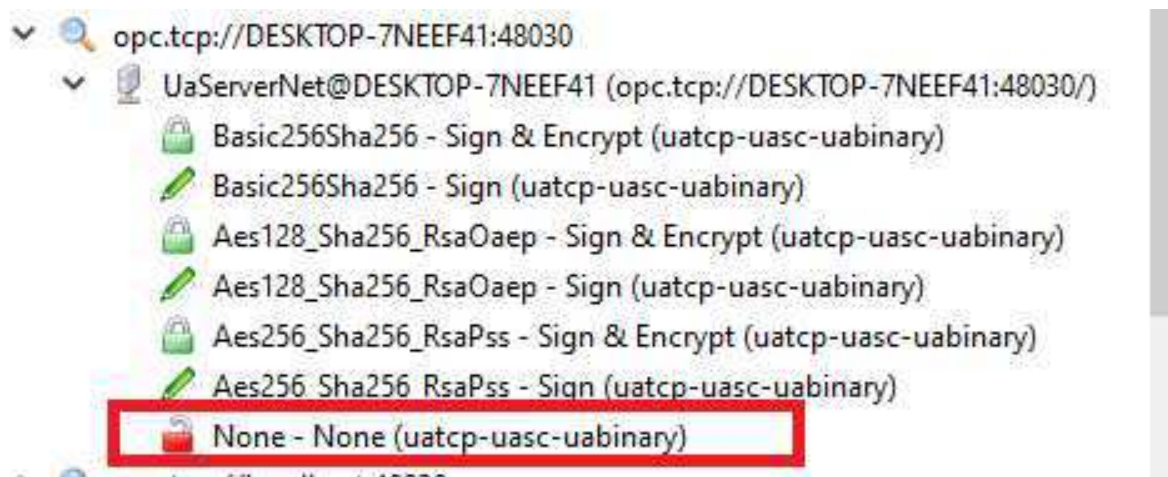 opc.tcp://DESKTOP-7NEEF41:48030
UaServerNet@DESKTOP-7NEEF41 (opc.tcp://DESKTOP-7NEEF41:48030/)
Basic256Sha256 - Sign & Encrypt (uatcp-uasc-uabinary)
Basic256Sha256 - Sign (uatcp-uasc-uabinary)
Aes128_Sha256_RsaOaep - Sign & Encrypt (uatcp-uasc-uabinary)
Aes128_Sha256_RsaOaep - Sign (uatcp-uasc-uabinary)
Aes256_Sha256_RsaPss - Sign & Encrypt (uatcp-uasc-uabinary)
Aes256_Sha256_RsaPss - Sign (uatcp-uasc-uabinary)
None - None (uatcp-uasc-uabinary)